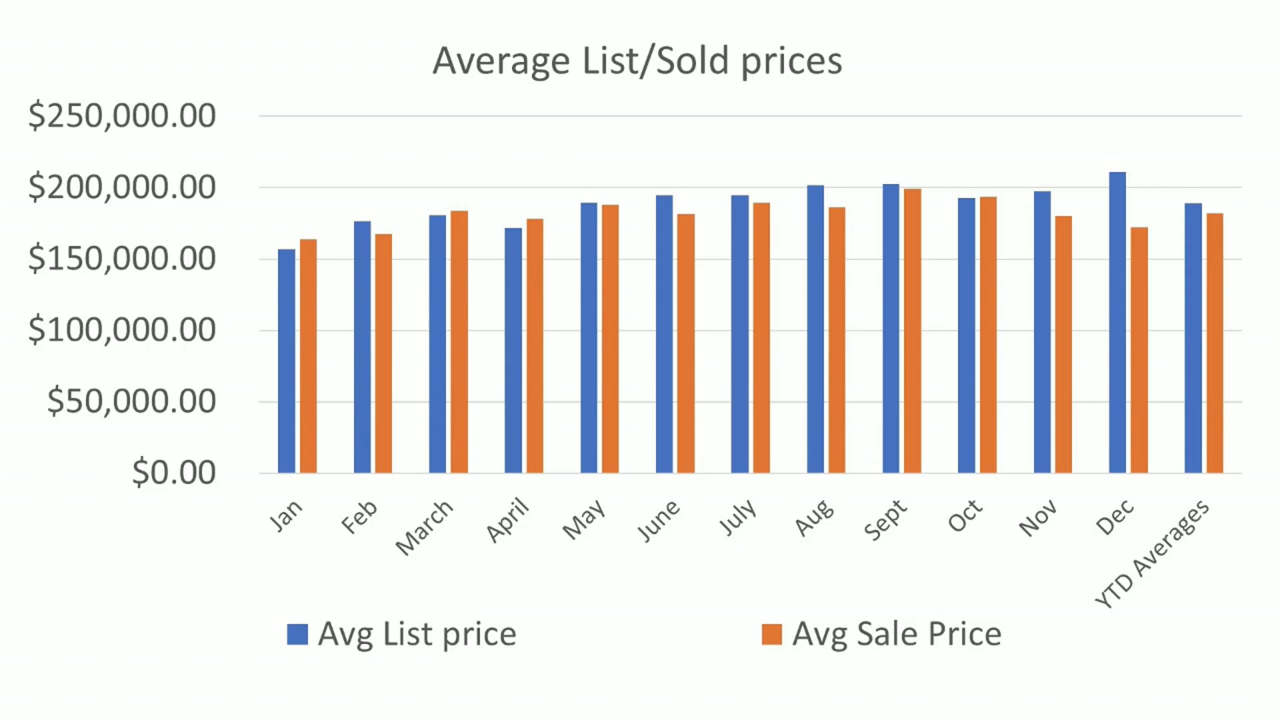 Average List/Sold prices
$250,000.00
$200,000.00
$150,000.00
$100,000.00
$50,000.00
$0.00
Jan
Feb
March
April
May
June
July
Aug
Sept
Oct
Nov
Dec
YTD Averages
Avg List price
Avg Sale Price